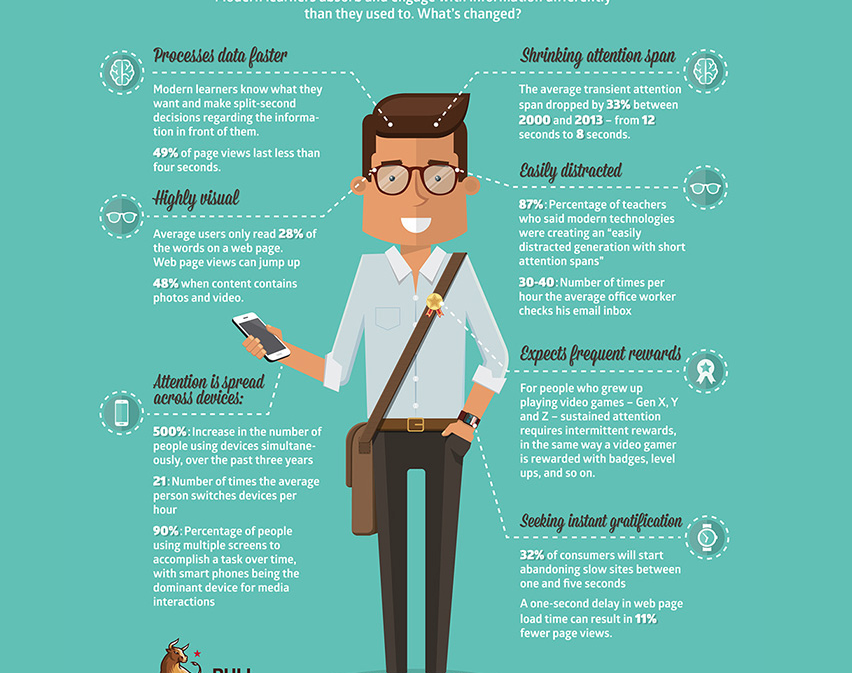 Modern learners absorb and engage with information differently
than they used to. What's changed?
Processes data faster
Modern learners know what they
want and make split-second
decisions regarding the informa-
tion in front of them.
49% of page views last less than
four seconds.
Highly visual
Average users only read 28% of
the words on a web page.
Web page views can jump up
48% when content contains
photos and video.
Attention is spread
across devices:
500%: Increase in the number of
people using devices simultane-
ously, over the past three years
21: Number of times the average
person switches devices per
hour
90%: Percentage of people
using multiple screens to
accomplish a task over time,
with smart phones being the
dominant device for media
interactions
Shrinking attention span
The average transient attention
span dropped by 33% between
2000 and 2013 – from 12
seconds to 8 seconds.
Easily distracted
87%: Percentage of teachers
who said modern technologies
were creating an "easily
distracted generation with short
attention spans"
30-40: Number of times per
hour the average office worker
checks his email inbox
Expects frequent rewards
For people who grew up
playing video games – Gen X, Y
and Z – sustained attention
requires intermittent rewards,
in the same way a video gamer
is rewarded with badges, level
ups, and so on.
Seeking instant gratification
32% of consumers will start
abandoning slow sites between
one and five seconds
A one-second delay in web page
load time can result in 11%
fewer page views.